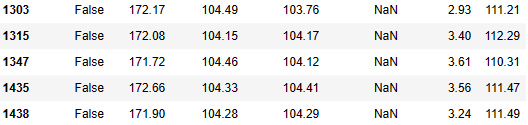 1303 False 172.17 104.49 103.76 NaN 2.93 111.21
1315 False 172.08 104.15 104.17 NaN 3.40 112.29
1347 False 171.72 104.46 104.12 NaN 3.61 110.31
1435 False 172.66 104.33 104.41 NaN 3.56 111.47
1438 False 171.90 104.28 104.29 NaN 3.24 111.49